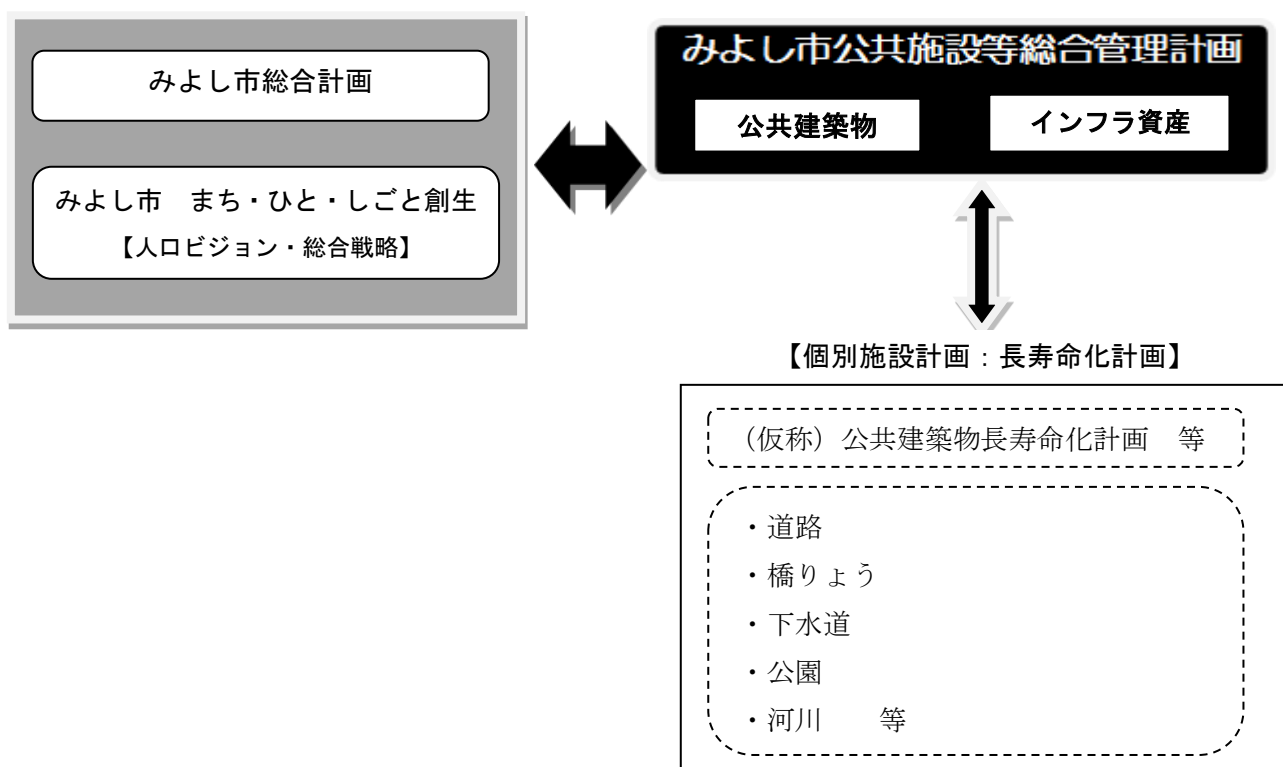 みよし市総合計画
みよし市　まち・ひと・しごと創生
【人口ビジョン・総合戦略】
みよし市公共施設等総合管理計画
公共建築物
インフラ資産
【個別施設計画：長寿命化計画】
（仮称）公共建築物長寿命化計画　等
・道路
・橋りょう
・下水道
・公園
・河川　　等